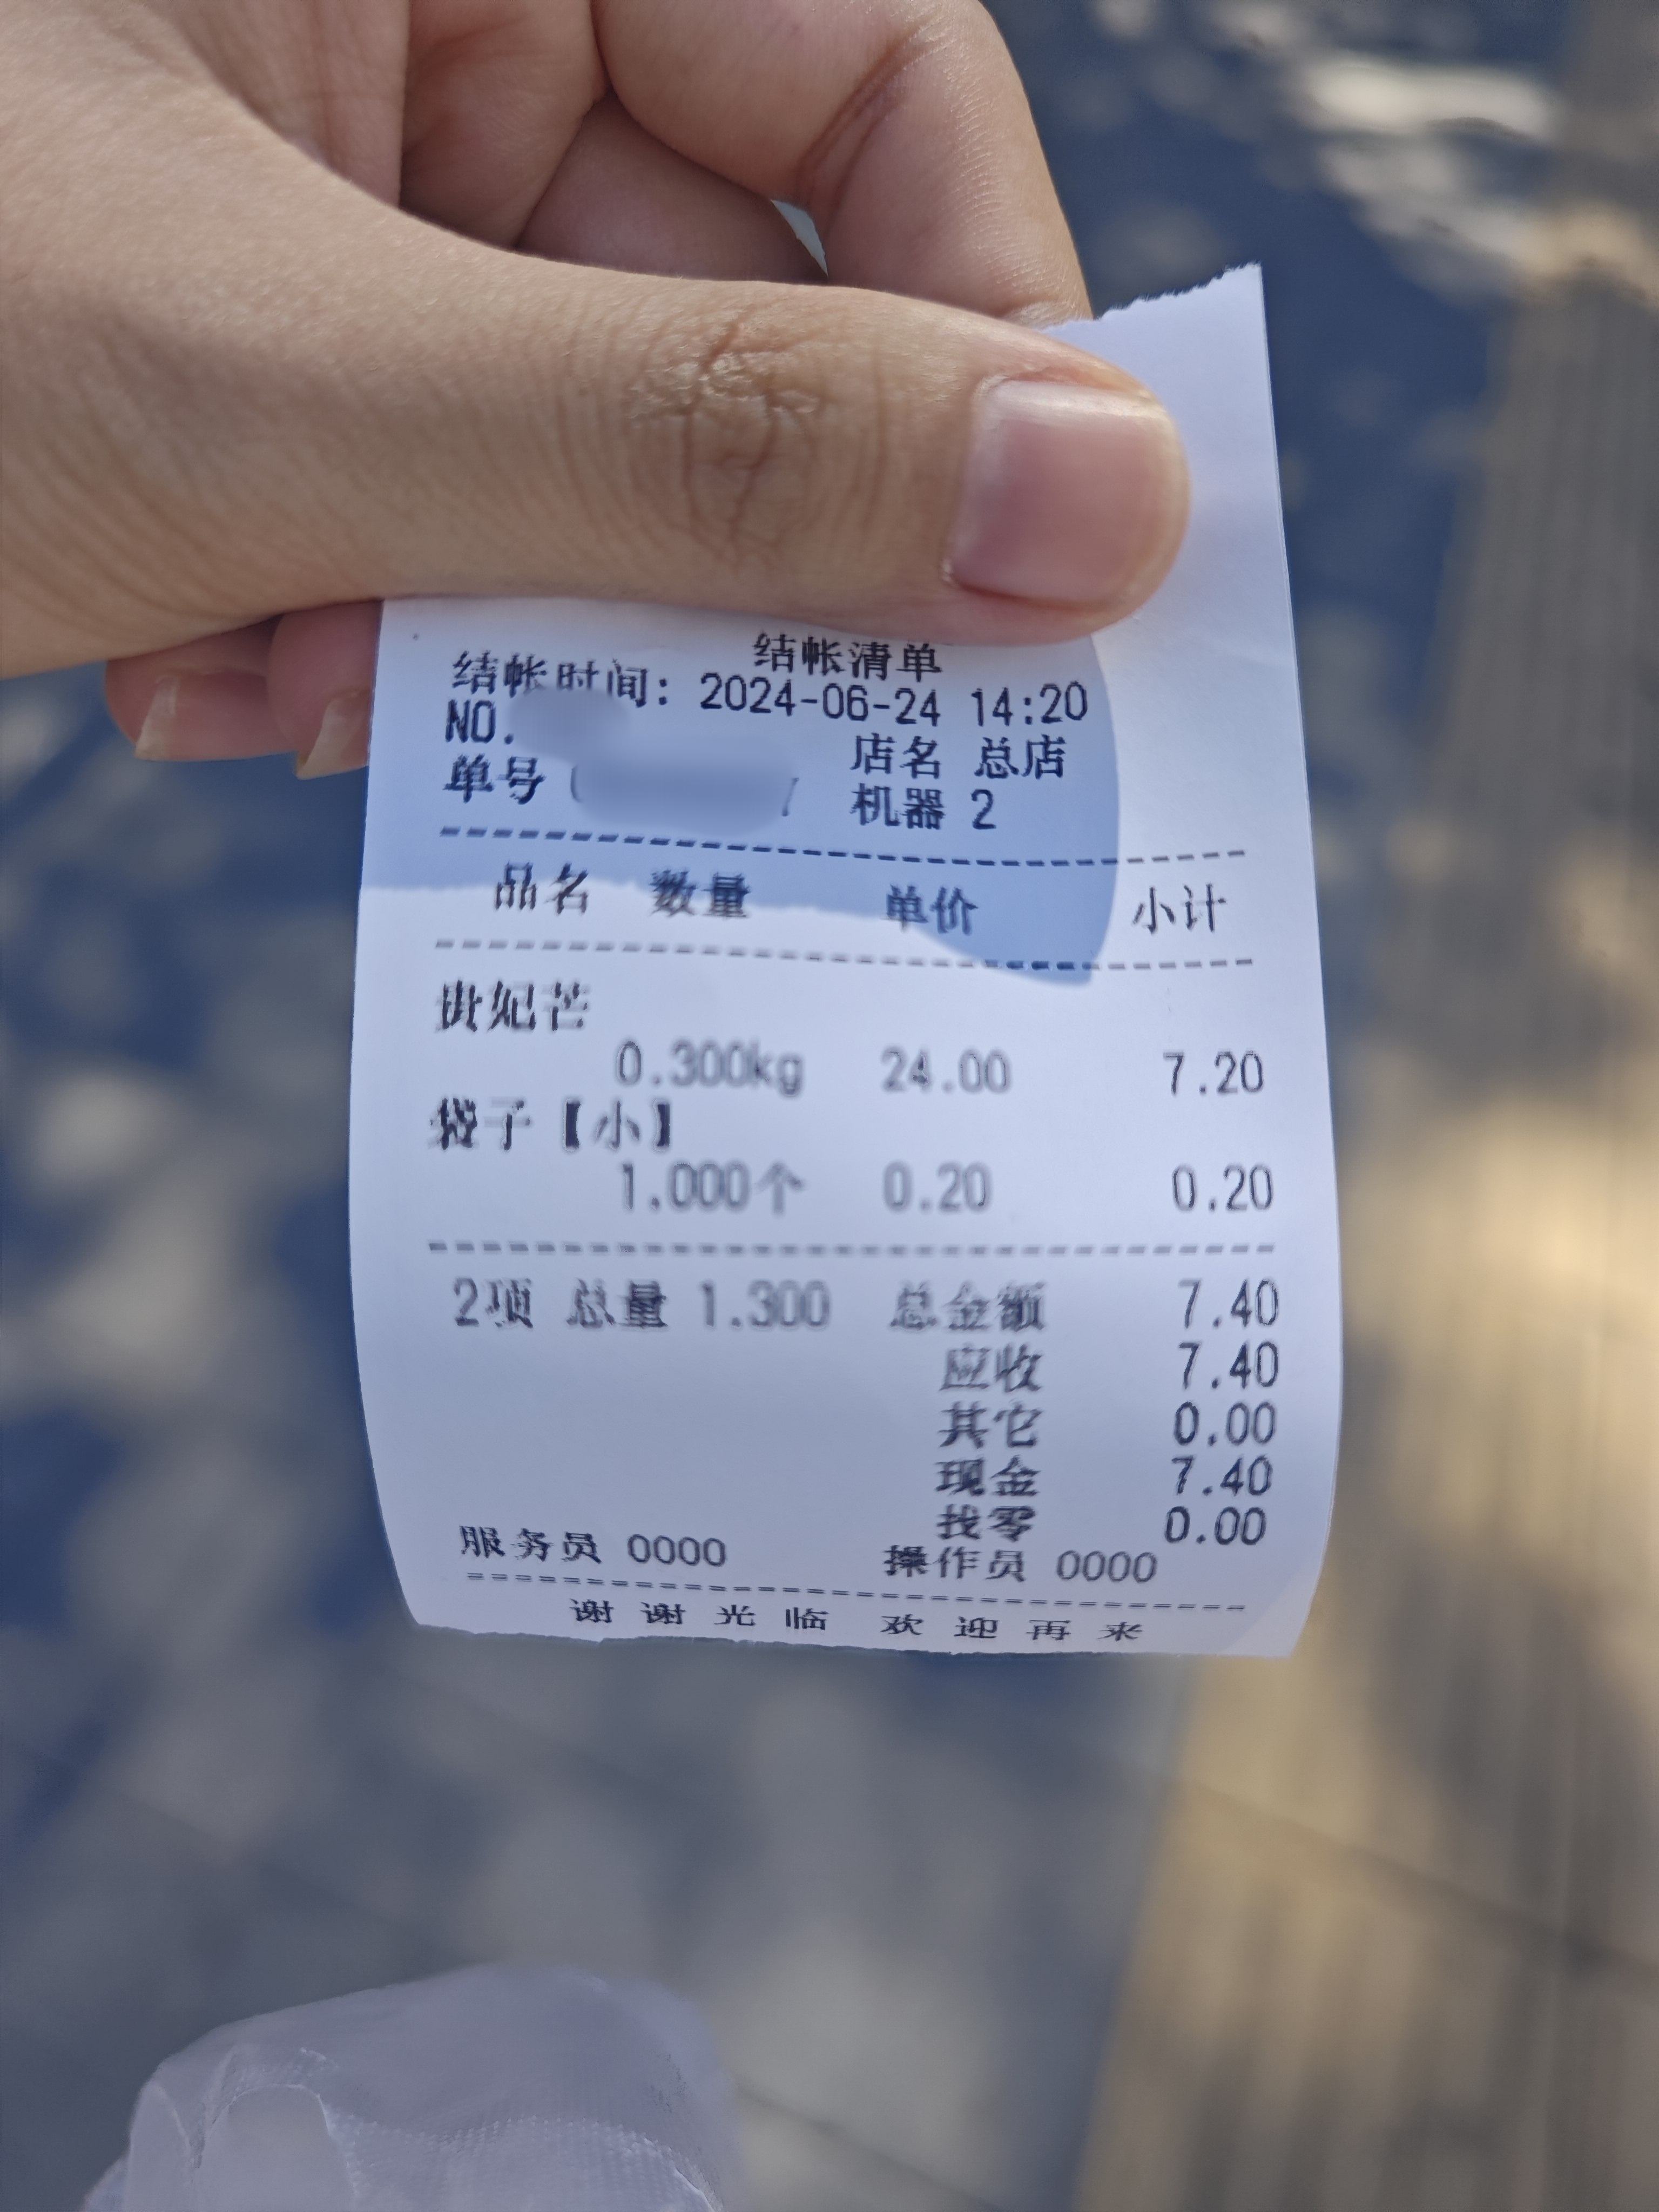 结帐清单
结帐时间: 2024-06-24 14:20
NO. 店名 总店
单号 机器 2
品名 数量 单价 小计
贵妃芒
0.300kg 24.00 7.20
袋子【小】
1.000个 0.20 0.20
2项 总量 1.300 总金额 7.40
应收 7.40
其它 0.00
现金 7.40
找零 0.00
服务员 0000 操作员 0000
谢谢光临 欢迎再来